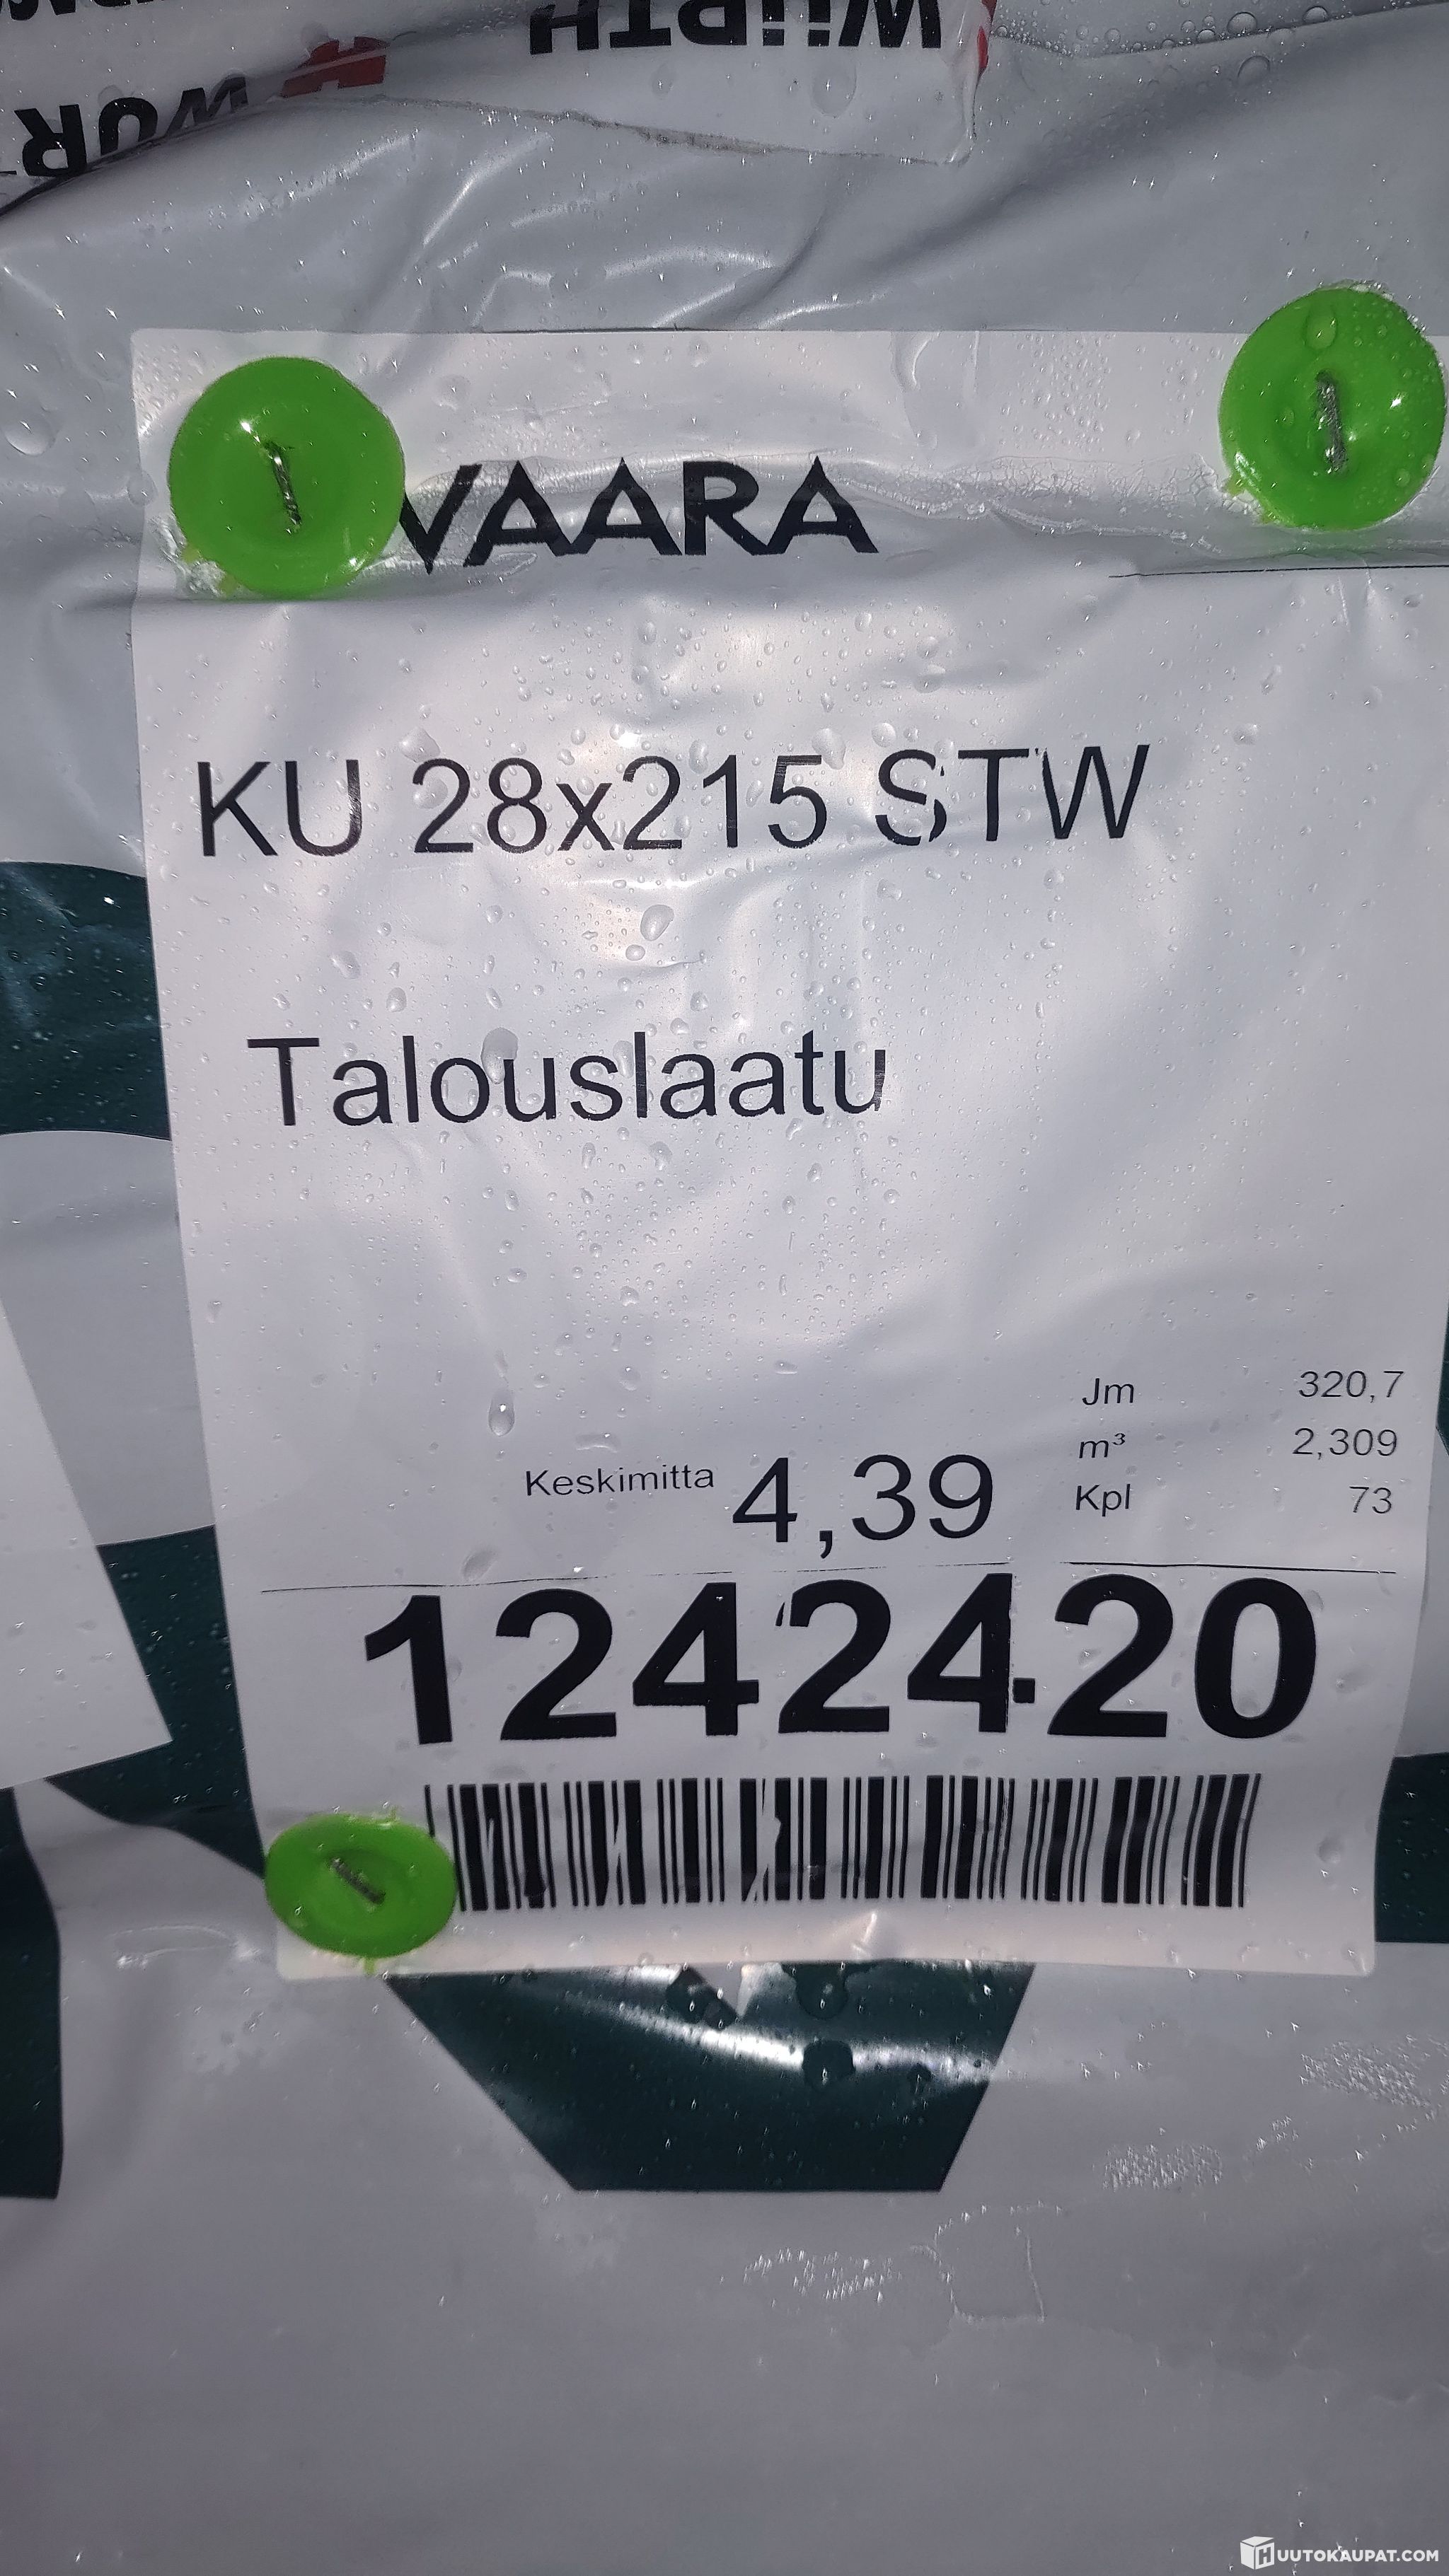 WÜRTH
WÜR
VAARA
KU 28x215 STW
Talouslaatu
Jm 320,7
m³ 2,309
Keskimitta 4,39
Kpl 73
1242420
HUUTOKAUPAT.COM